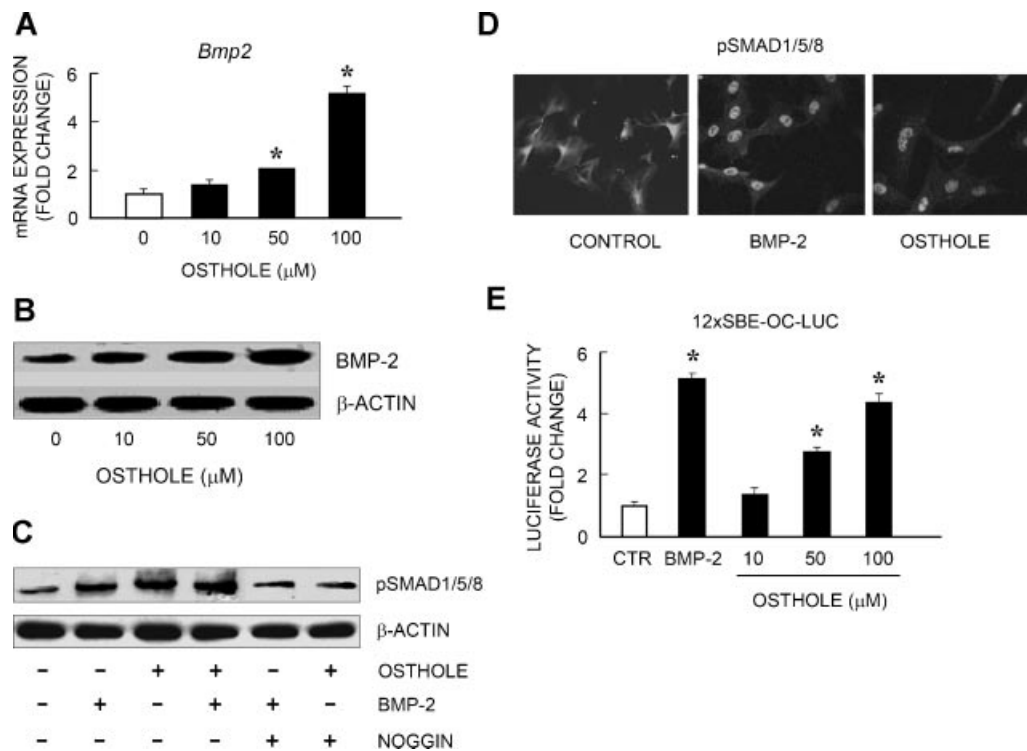 A
Bmp2
mRNA EXPRESSION
(FOLD CHANGE)
6
4
2
0
*
*
0 10 50 100
OSTHOLE (μM)
B
BMP-2
β-ACTIN
0 10 50 100
OSTHOLE (μM)
C
pSMAD1/5/8
β-ACTIN
– – + + – + OSTHOLE
– + – + + – BMP-2
– – – – + + NOGGIN
D
pSMAD1/5/8
CONTROL BMP-2 OSTHOLE
E
12xSBE-OC-LUC
LUCIFERASE ACTIVITY
(FOLD CHANGE)
6
4
2
0
*
*
*
CTR BMP-2 10 50 100
OSTHOLE (μM)